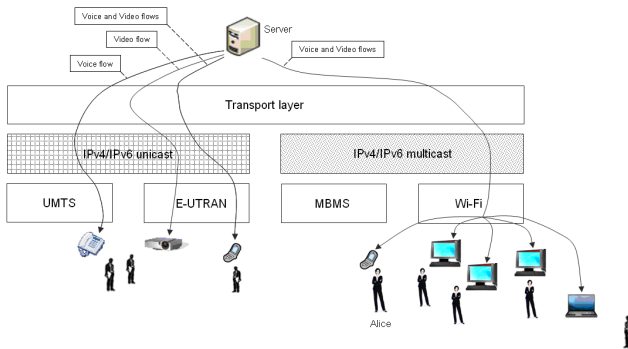 Voice and Video flows
Server
Video flow
Voice and Video flows
Voice flow
Transport layer
IPv4/IPv6 unicast
IPv4/IPv6 multicast
UMTS
E-UTRAN
MBMS
Wi-Fi
Alice